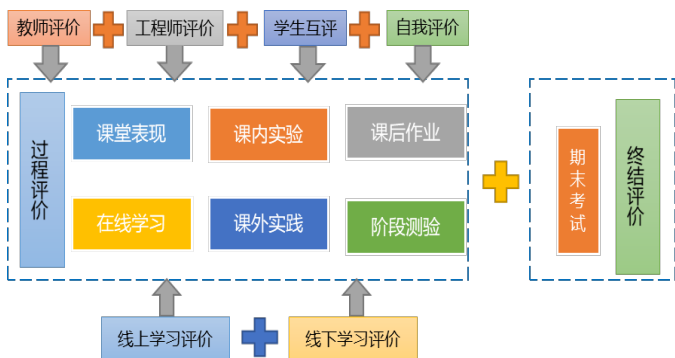 教师评价
工程师评价
学生互评
自我评价
过程评价
课堂表现
课内实验
课后作业
在线学习
课外实践
阶段测验
期末考试
终结评价
线上学习评价
线下学习评价